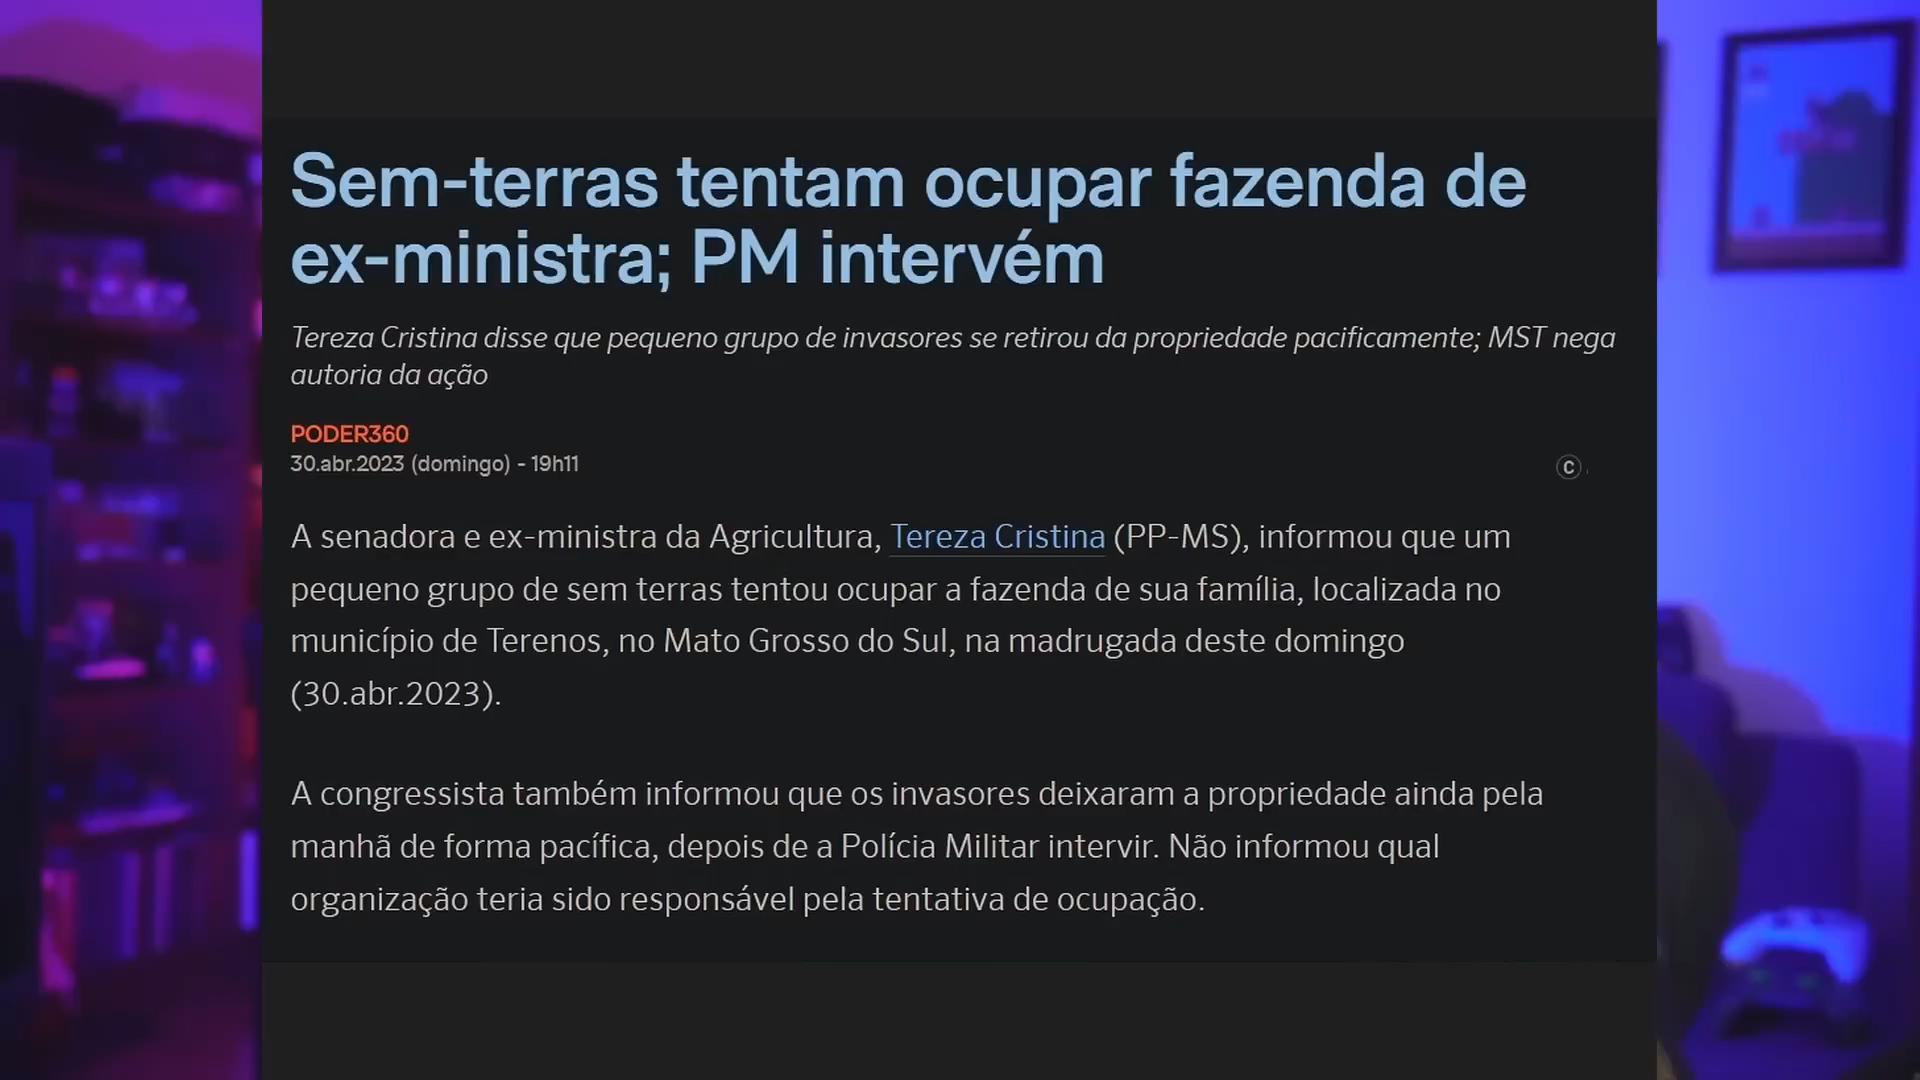 Sem-terras tentam ocupar fazenda de
ex-ministra; PM intervém
Tereza Cristina disse que pequeno grupo de invasores se retirou da propriedade pacificamente; MST nega
autoria da ação
PODER360
30.abr.2023 (domingo) - 19h11
C
A senadora e ex-ministra da Agricultura, Tereza Cristina (PP-MS), informou que um
pequeno grupo de sem terras tentou ocupar a fazenda de sua família, localizada no
município de Terenos, no Mato Grosso do Sul, na madrugada deste domingo
(30.abr.2023).
A congressista também informou que os invasores deixaram a propriedade ainda pela
manhã de forma pacífica, depois de a Polícia Militar intervir. Não informou qual
organização teria sido responsável pela tentativa de ocupação.